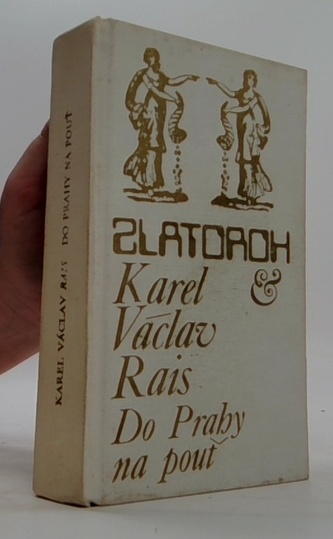 ZLATOROH
Karel &
Václav
Rais
Do Prahy
na pouť
KAREL VÁCLAV RAIS DO PRAHY NA POUŤ